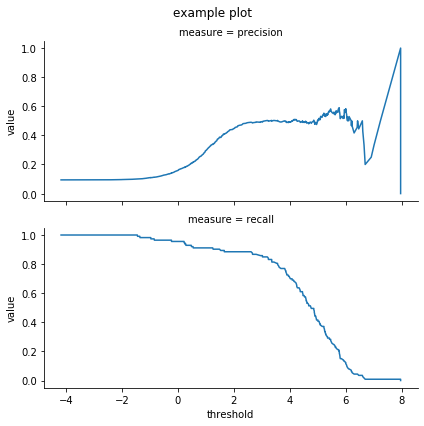 example plot
measure = precision
1.0
0.8
0.6
0.4
0.2
0.0
value
measure = recall
1.0
0.8
0.6
0.4
0.2
0.0
value
−4 −2 0 2 4 6 8
threshold